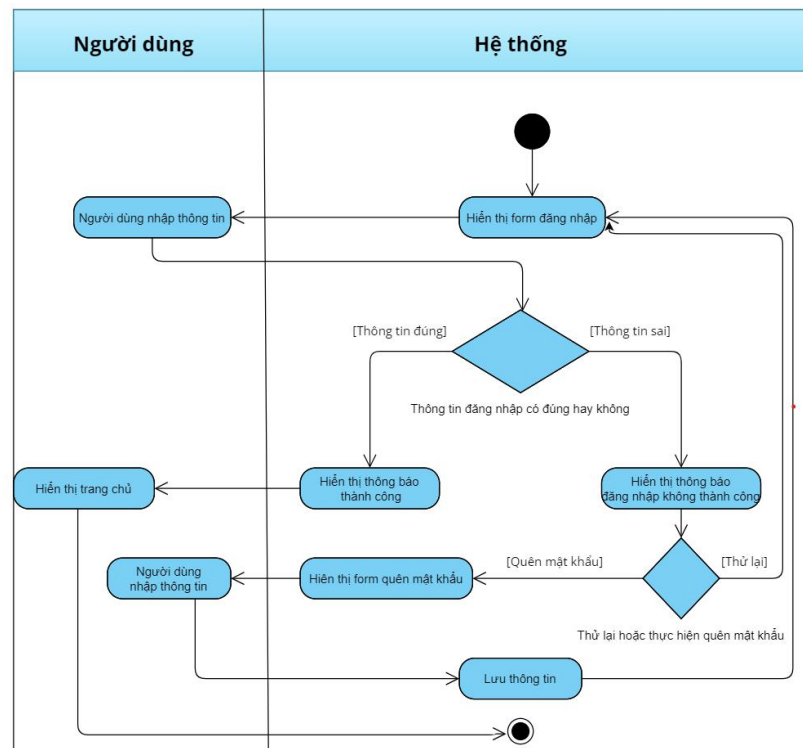 Người dùng
Hệ thống
Người dùng nhập thông tin
Hiển thị form đăng nhập
[Thông tin đúng]
[Thông tin sai]
Thông tin đăng nhập có đúng hay không
Hiển thị trang chủ
Hiển thị thông báo
thành công
Hiển thị thông báo
đăng nhập không thành công
Người dùng
nhập thông tin
Hiên thị form quên mật khẩu
[Quên mật khẩu]
[Thử lại]
Thử lại hoặc thực hiện quên mật khẩu
Lưu thông tin